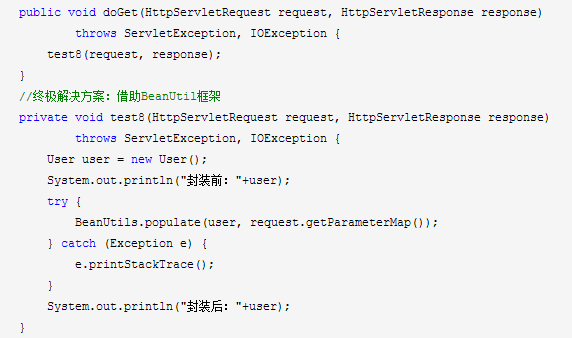 public void doGet(HttpServletRequest request, HttpServletResponse response)
        throws ServletException, IOException {
    test8(request, response);
}
//终极解决方案：借助BeanUtil框架
private void test8(HttpServletRequest request, HttpServletResponse response)
        throws ServletException, IOException {
    User user = new User();
    System.out.println("封装前："+user);
    try {
        BeanUtils.populate(user, request.getParameterMap());
    } catch (Exception e) {
        e.printStackTrace();
    }
    System.out.println("封装后："+user);
}